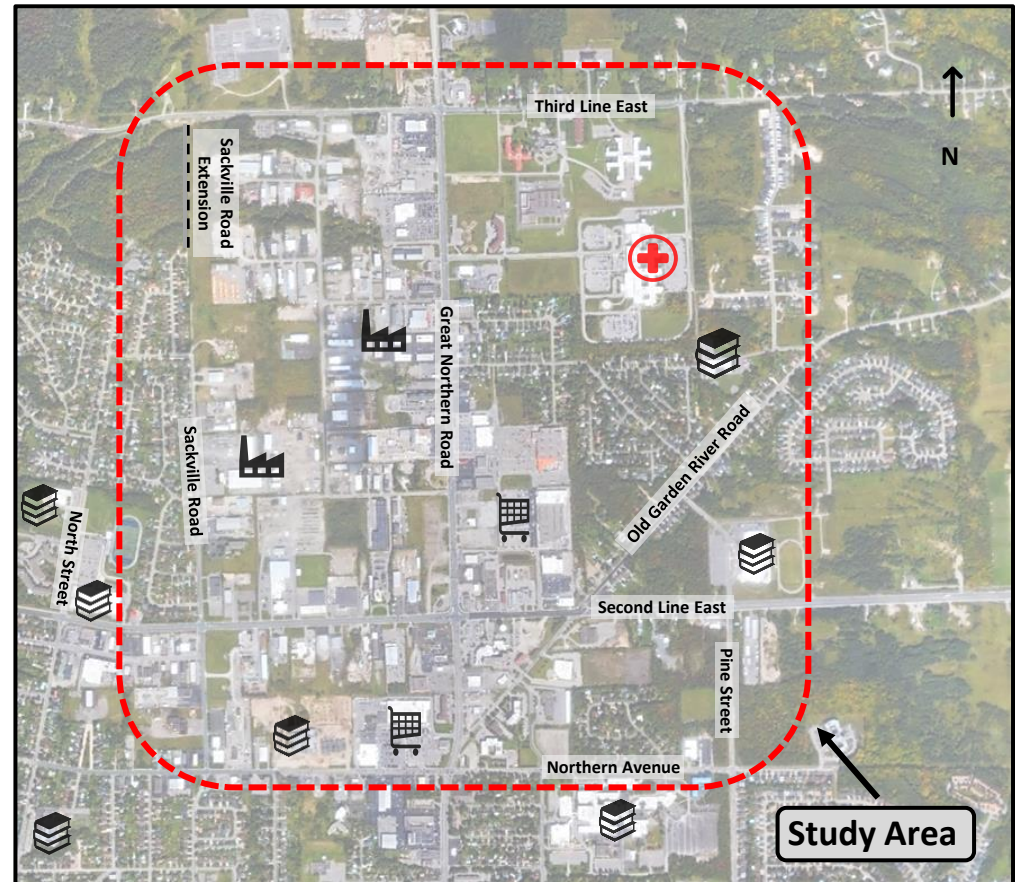 Third Line East
N
Sackville Road
Extension
Great Northern Road
Sackville Road
Old Garden River Road
North Street
Second Line East
Pine Street
Northern Avenue
Study Area